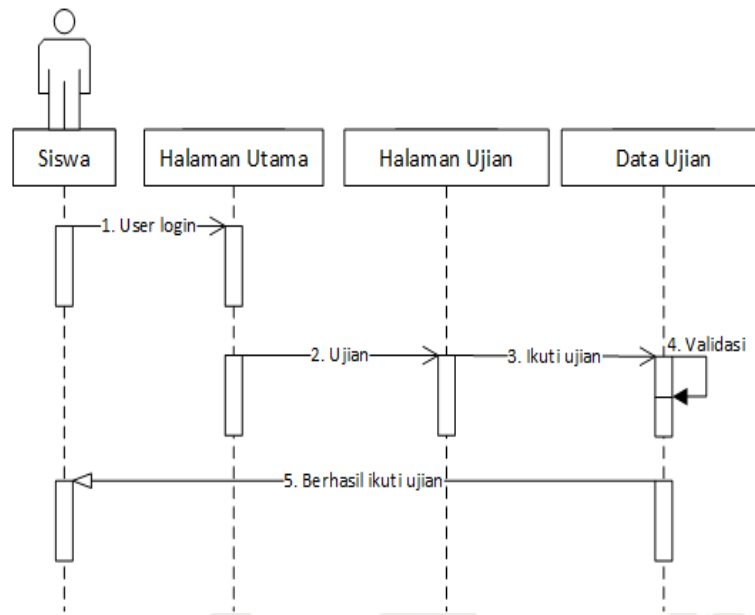 Siswa
Halaman Utama
Halaman Ujian
Data Ujian
1. User login
2. Ujian
3. Ikuti ujian
4. Validasi
5. Berhasil ikuti ujian